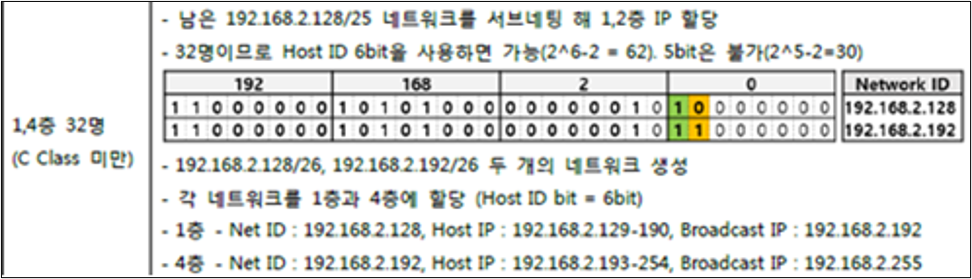 - 남은 192.168.2.128/25 네트워크를 서브네팅 해 1,2층 IP 할당
- 32명이므로 Host ID 6bit을 사용하면 가능(2^6-2 = 62). 5bit은 불가(2^5-2=30)
192 168 2 0 Network ID
1 1 0 0 0 0 0 0 1 0 1 0 1 0 0 0 0 0 0 0 0 0 1 0 1 0 0 0 0 0 0 0 192.168.2.128
1 1 0 0 0 0 0 0 1 0 1 0 1 0 0 0 0 0 0 0 0 0 1 0 1 1 0 0 0 0 0 0 192.168.2.192
1,4층 32명
(C Class 미만)
- 192.168.2.128/26, 192.168.2.192/26 두 개의 네트워크 생성
- 각 네트워크를 1층과 4층에 할당 (Host ID bit = 6bit)
- 1층 - Net ID : 192.168.2.128, Host IP : 192.168.2.129-190, Broadcast IP : 192.168.2.192
- 4층 - Net ID : 192.168.2.192, Host IP : 192.168.2.193-254, Broadcast IP : 192.168.2.255